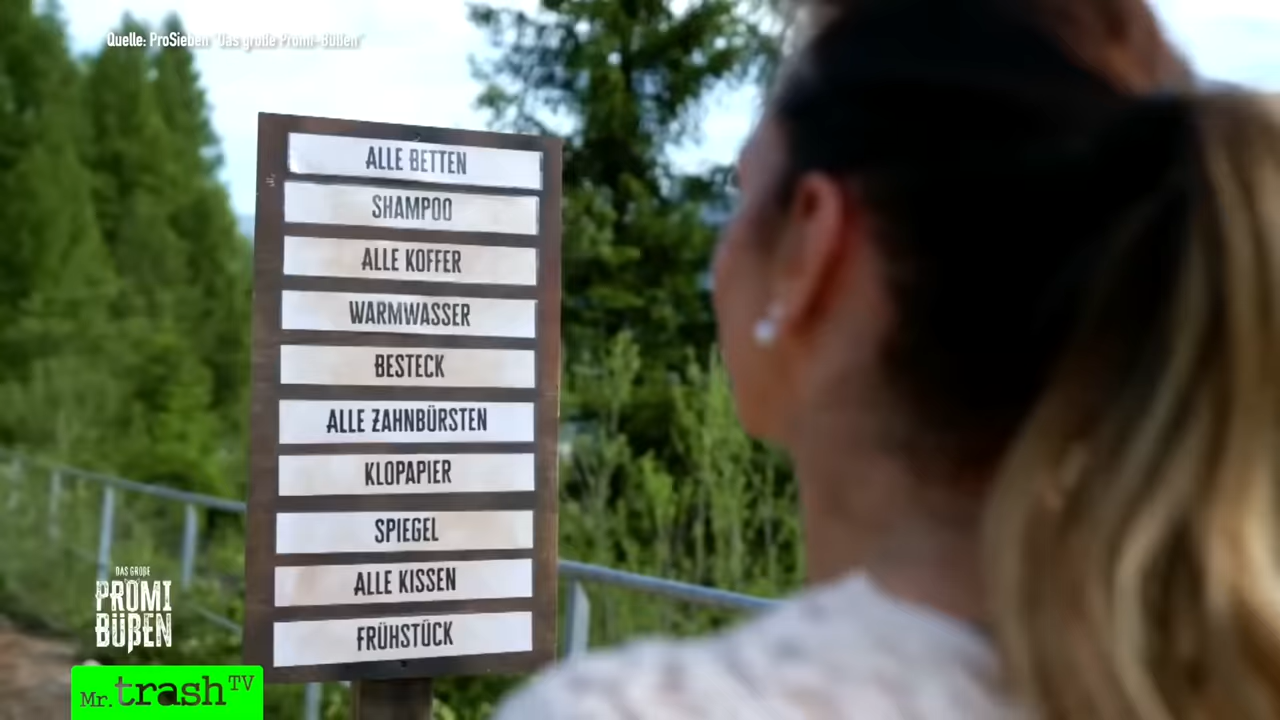 Quelle: ProSieben "Das große Promi-Büßen"
ALLE BETTEN
SHAMPOO
ALLE KOFFER
WARMWASSER
BESTECK
ALLE ZAHNBÜRSTEN
KLOPAPIER
SPIEGEL
ALLE KISSEN
FRÜHSTÜCK
DAS GROẞE
PROMI
BÜẞEN
Mr. trash TV